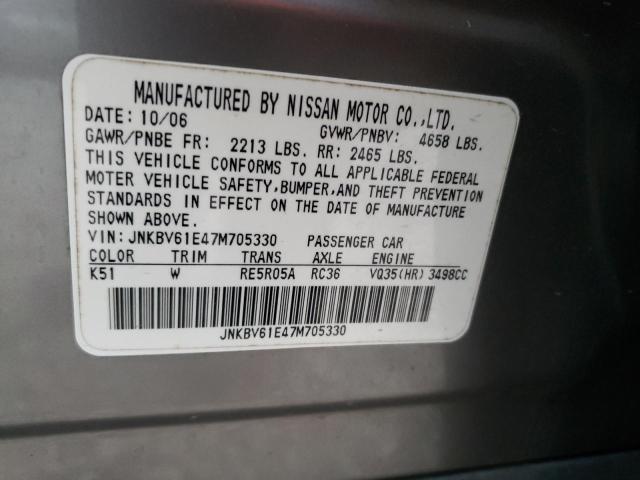 MANUFACTURED BY NISSAN MOTOR CO.,LTD.
DATE: 10/06 GVWR/PNBV: 4658 LBS.
GAWR/PNBE FR: 2213 LBS. RR: 2465 LBS.
THIS VEHICLE CONFORMS TO ALL APPLICABLE FEDERAL
MOTER VEHICLE SAFETY,BUMPER,AND THEFT PREVENTION
STANDARDS IN EFFECT ON THE DATE OF MANUFACTURE
SHOWN ABOVE.
VIN: JNKBV61E47M705330 PASSENGER CAR
COLOR TRIM TRANS AXLE ENGINE
K51 W RE5R05A RC36 VQ35(HR) 3498CC
JNKBV61E47M705330